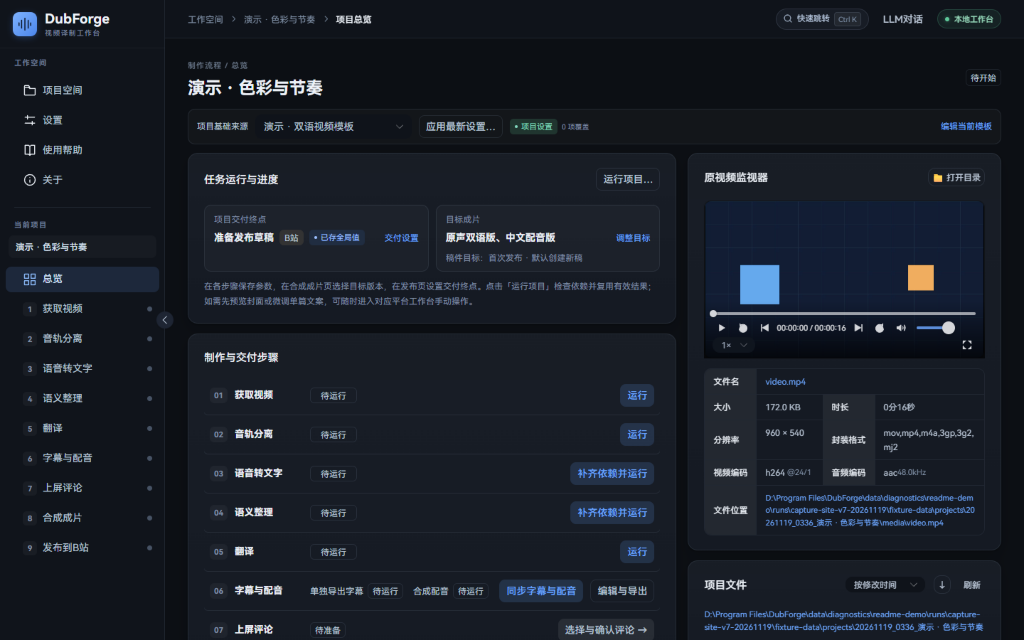 DubForge
视频译制工作台
工作空间
项目空间
设置
使用帮助
关于
当前项目
演示 · 色彩与节奏
总览
1 获取视频
2 音轨分离
3 语音转文字
4 语义整理
5 翻译
6 字幕与配音
7 上屏评论
8 合成成片
9 发布到B站
工作空间 > 演示 · 色彩与节奏 > 项目总览
快速跳转 Ctrl K
LLM对话
本地工作台
制作流程 / 总览
演示 · 色彩与节奏
待开始
项目基础来源 演示 · 双语视频模板 应用最新设置... 项目设置 0 项覆盖 编辑当前模板
任务运行与进度
运行项目...
项目交付终点
准备发布草稿 B站 已存全局值 交付设置
目标成片
原声双语版、中文配音版 调整目标
稿件目标：首次发布 · 默认创建新稿
在各步骤保存参数，在合成成片页选择目标版本，在发布页设置交付终点。点击「运行项目」检查依赖并复用有效结果；
如需先预览封面或微调单篇文案，可随时进入对应平台工作台手动操作。
制作与交付步骤
01 获取视频 待运行 运行
02 音轨分离 待运行 运行
03 语音转文字 待运行 补齐依赖并运行
04 语义整理 待运行 补齐依赖并运行
05 翻译 待运行 运行
06 字幕与配音 单独导出字幕 待运行 合成配音 待运行 同步字幕与配音 编辑与导出
07 上屏评论 待准备 选择与确认评论 →
原视频监视器
打开目录
00:00:00 / 00:00:16
1×
文件名 video.mp4
大小 172.0 KB 时长 0分16秒
分辨率 960 × 540 封装格式 mov,mp4,m4a,3gp,3g2,
mj2
视频编码 h264 @24/1 音频编码 aac48.0kHz
文件位置 D:\Program Files\DubForge\data\diagnostics\readme-dem
o\runs\capture-site-v7-20261119\fixture-data\projects\20
261119_0336_演示 · 色彩与节奏\media\video.mp4
项目文件 按修改时间 ↓ 刷新
D:\Program Files\DubForge\data\diagnostics\readme-demo\runs\capture-
site-v7-20261119\fixture-data\projects\20261119_0336_演示 · 色彩与节奏